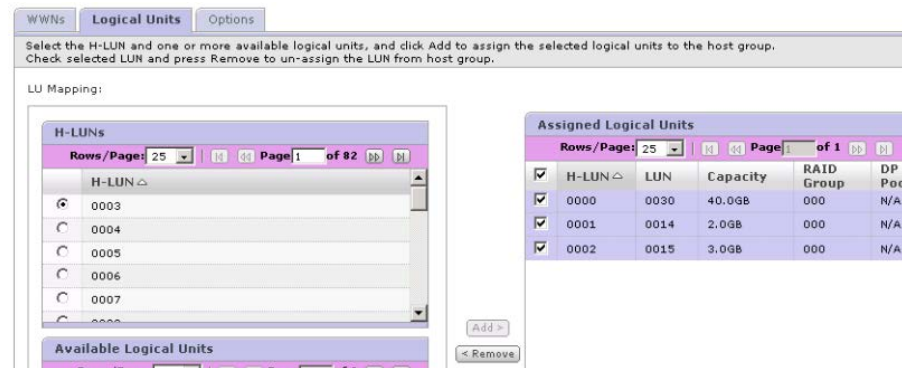 WWNs Logical Units Options
Select the H-LUN and one or more available logical units, and click Add to assign the selected logical units to the host group.
Check selected LUN and press Remove to un-assign the LUN from host group.
LU Mapping:
H-LUNs
Rows/Page: 25 Page 1 of 82
H-LUN
0003
0004
0005
0006
0007
Available Logical Units
Add >
< Remove
Assigned Logical Units
Rows/Page: 25 Page 1 of 1
H-LUN LUN Capacity RAID Group DP
0000 0030 40.0GB 000 N/A
0001 0014 2.0GB 000 N/A
0002 0015 3.0GB 000 N/A